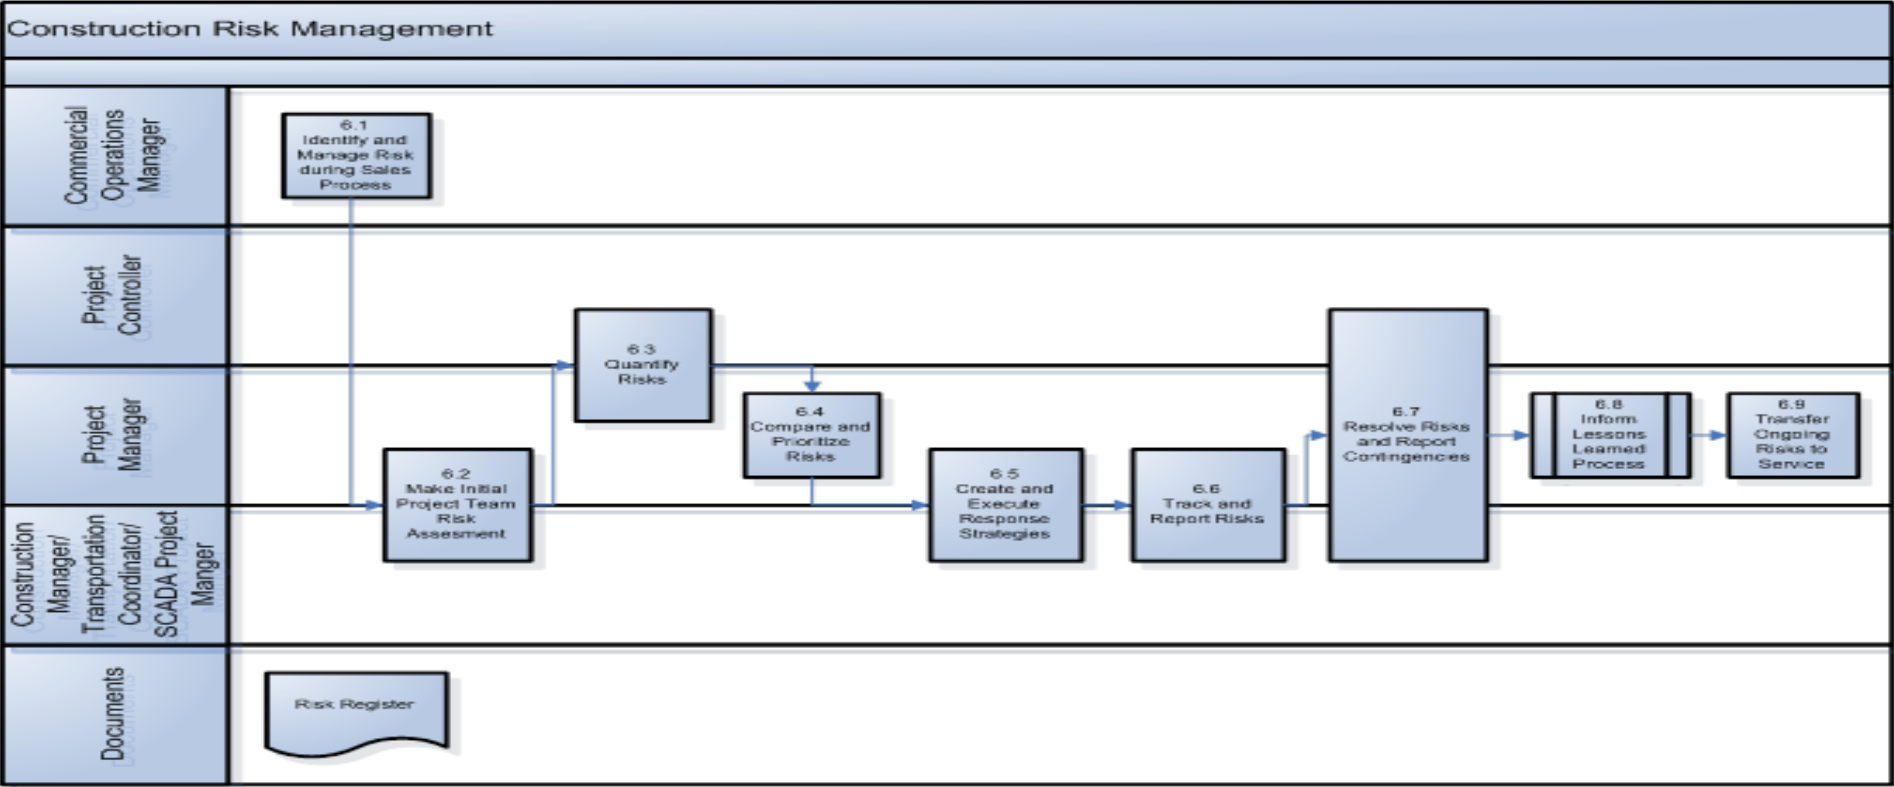 Construction Risk Management
Commercial
Operations
Manager
6.1
Identify and
Manage Risk
during Sales
Process
Project
Controller
6.3
Quantify
Risks
Project
Manager
6.4
Compare and
Prioritize
Risks
6.7
Resolve Risks
and Report
Contingencies
6.8
Inform
Lessons
Learned
Process
6.9
Transfer
Ongoing
Risks to
Service
6.2
Make Initial
Project Team
Risk
Assesment
6.5
Create and
Execute
Response
Strategies
6.6
Track and
Report Risks
Construction
Manager/
Transportation
Coordinator/
SCADA Project
Manger
Documents
Risk Register